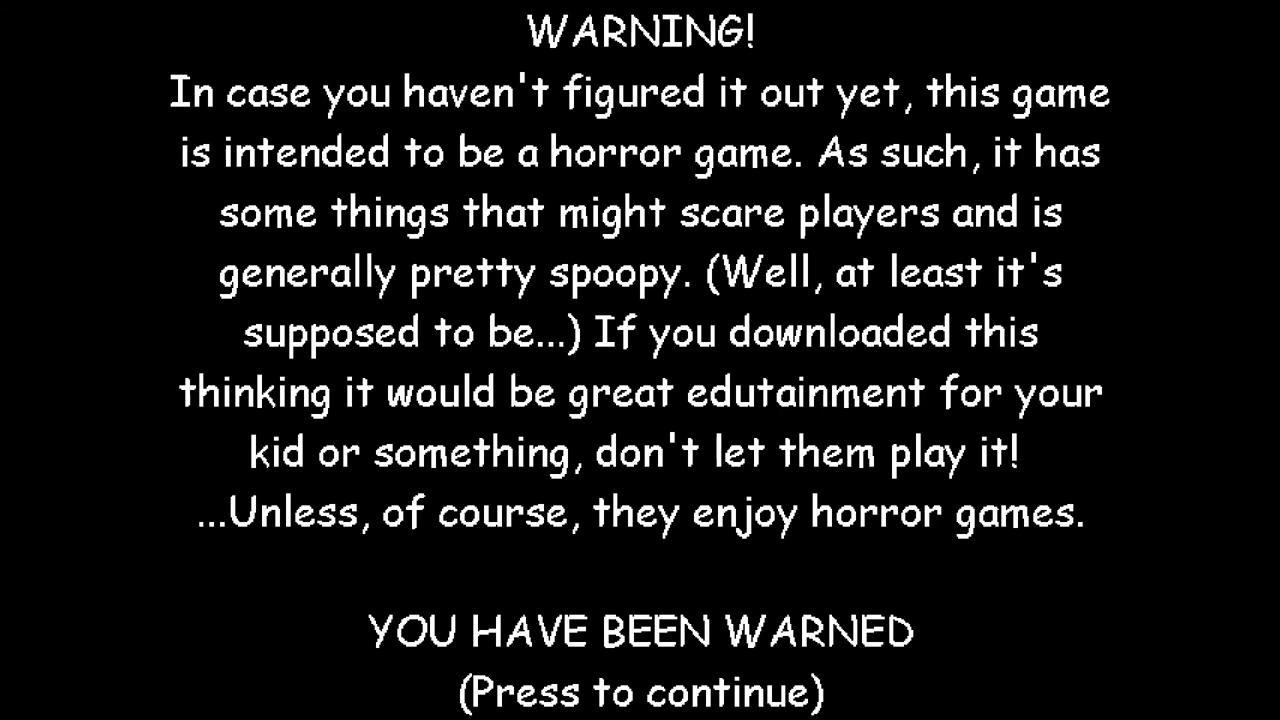 WARNING!
In case you haven't figured it out yet, this game
is intended to be a horror game. As such, it has
some things that might scare players and is
generally pretty spoopy. (Well, at least it's
supposed to be...) If you downloaded this
thinking it would be great edutainment for your
kid or something, don't let them play it!
...Unless, of course, they enjoy horror games.
YOU HAVE BEEN WARNED
(Press to continue)